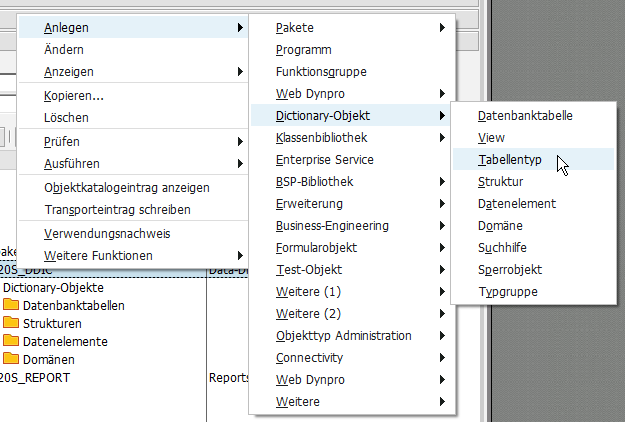 Anlegen
Ändern
Anzeigen
Kopieren...
Löschen
Prüfen
Ausführen
Objektkatalogeintrag anzeigen
Transporteintrag schreiben
Verwendungsnachweis
Weitere Funktionen
Pakete
Programm
Funktionsgruppe
Web Dynpro
Dictionary-Objekt
Klassenbibliothek
Enterprise Service
BSP-Bibliothek
Erweiterung
Business-Engineering
Formularobjekt
Test-Objekt
Weitere (1)
Weitere (2)
Objekttyp Administration
Connectivity
Web Dynpro
Weitere
Datenbanktabelle
View
Tabellentyp
Struktur
Datenelement
Domäne
Suchhilfe
Sperrobjekt
Typgruppe
20S_DDIC Data-D
Dictionary-Objekte
Datenbanktabellen
Strukturen
Datenelemente
Domänen
20S_REPORT Reports